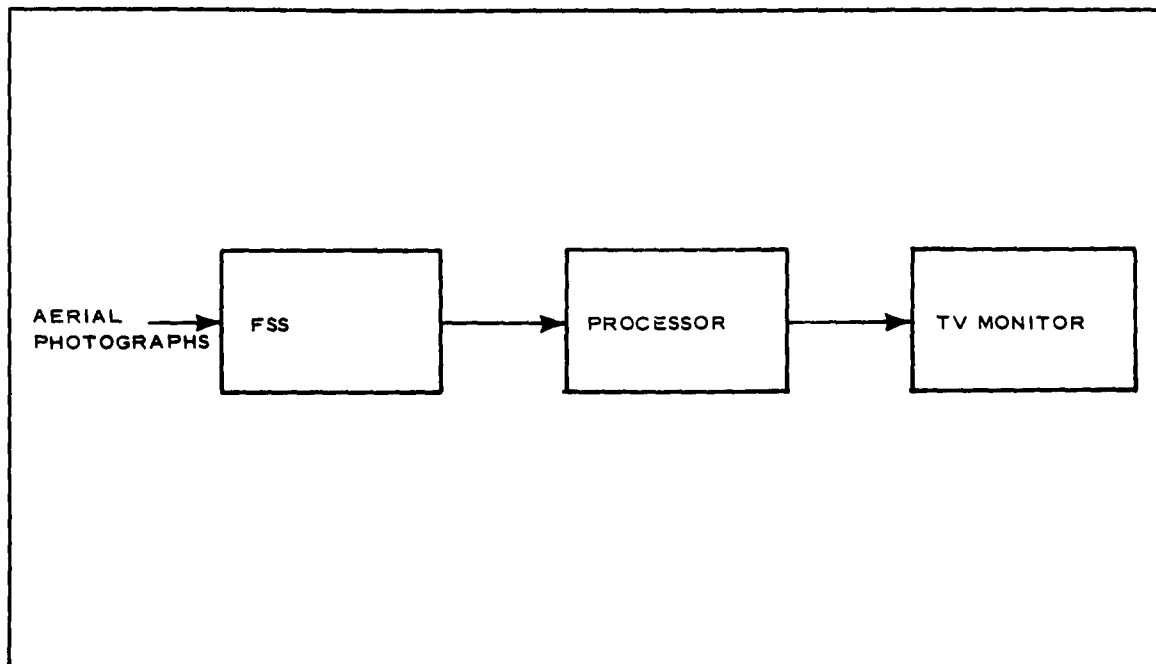 AERIAL
PHOTOGRAPHS
FSS
PROCESSOR
TV MONITOR